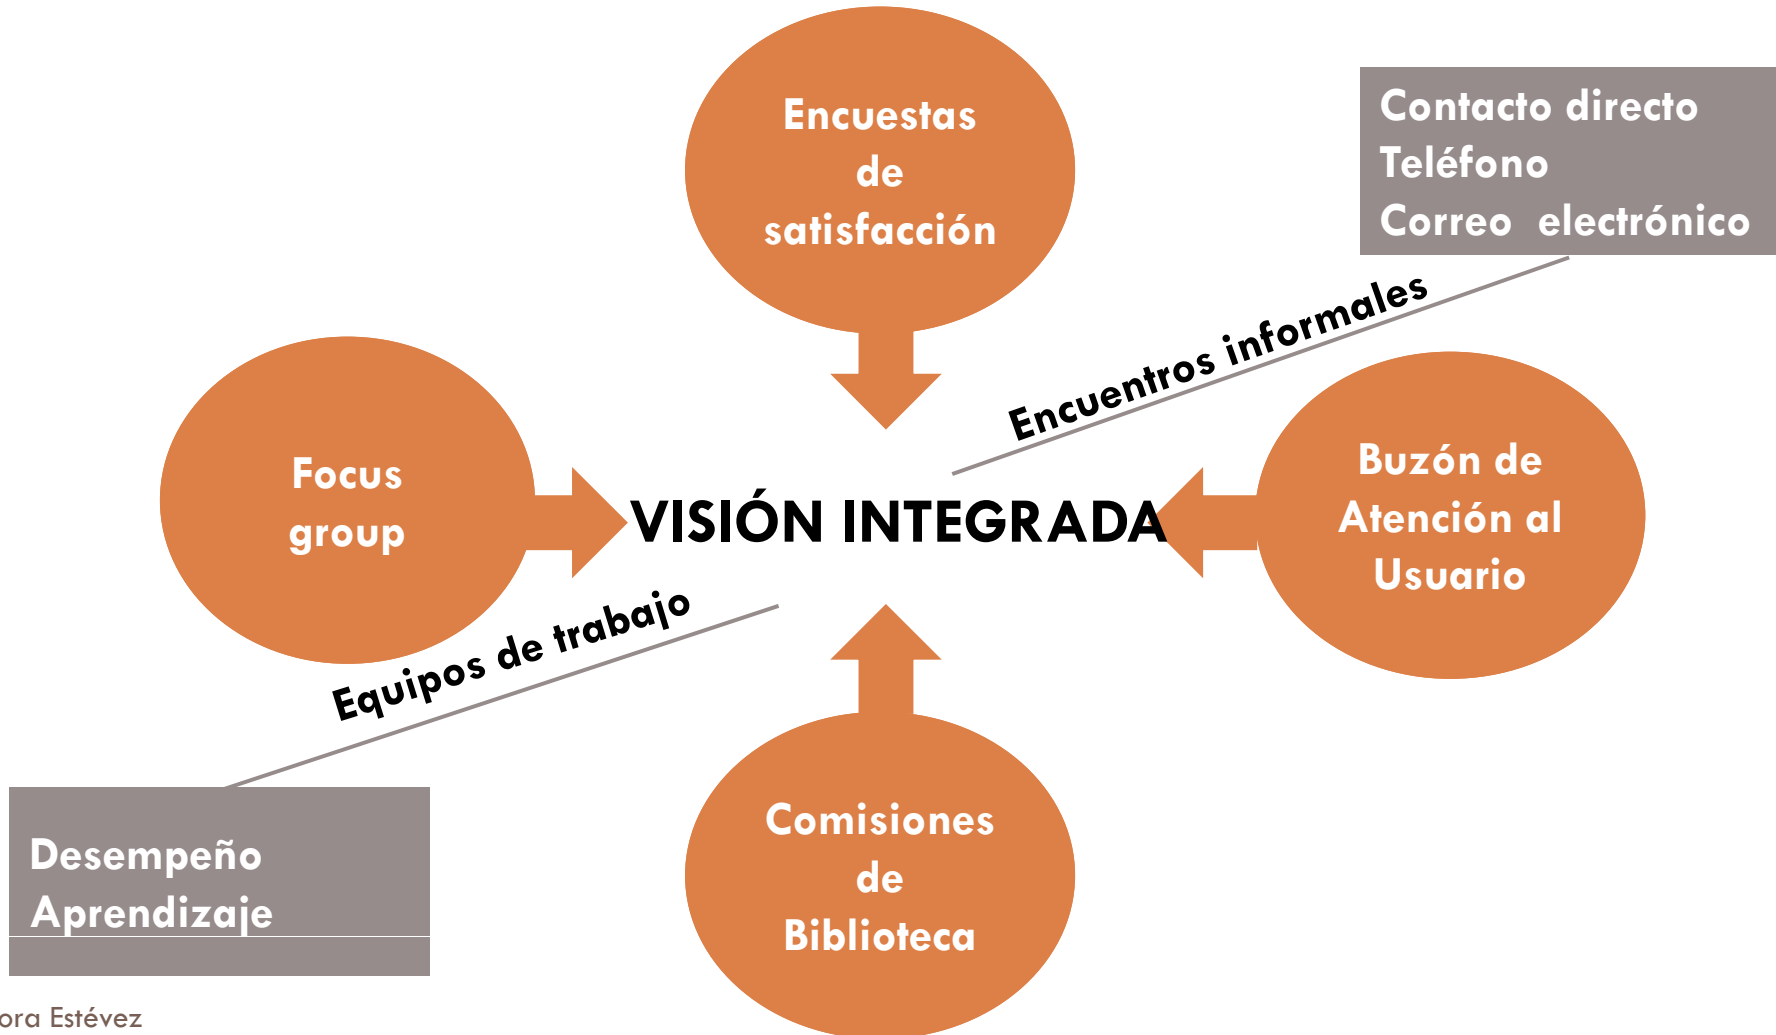 Encuestas
de
satisfacción
Contacto directo
Teléfono
Correo electrónico
Encuentros informales
Focus
group
VISIÓN INTEGRADA
Buzón de
Atención al
Usuario
Equipos de trabajo
Desempeño
Aprendizaje
Comisiones
de
Biblioteca
Estévez